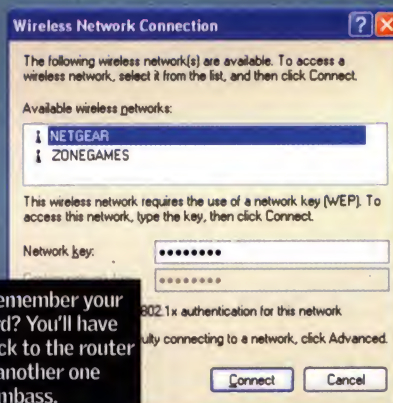 Wireless Network Connection
The following wireless network(s) are available. To access a
wireless network, select it from the list, and then click Connect.
Available wireless networks:
NETGEAR
ZONEGAMES
This wireless network requires the use of a network key (WEP). To
access this network, type the key, then click Connect.
Network key:
••••••••
••••••••
802.1x authentication for this network
connecting to a network, click Advanced.
Connect Cancel
emember your
You'll have
to the router
another one